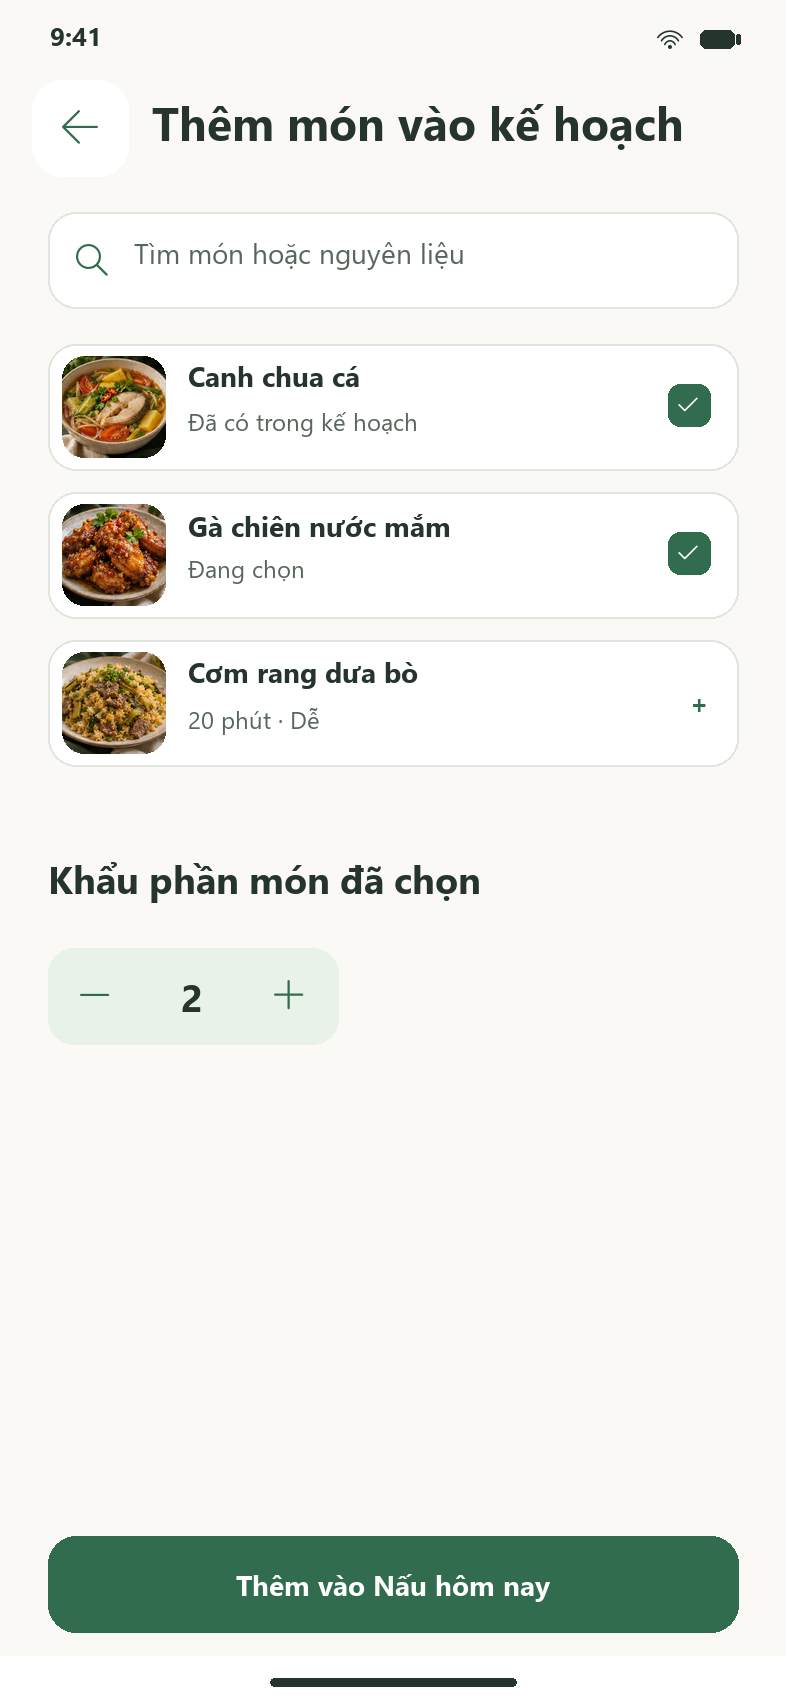 9:41
Thêm món vào kế hoạch
Tìm món hoặc nguyên liệu
Canh chua cá
Đã có trong kế hoạch
Gà chiên nước mắm
Đang chọn
Cơm rang dưa bò
20 phút · Dễ
+
Khẩu phần món đã chọn
2
Thêm vào Nấu hôm nay